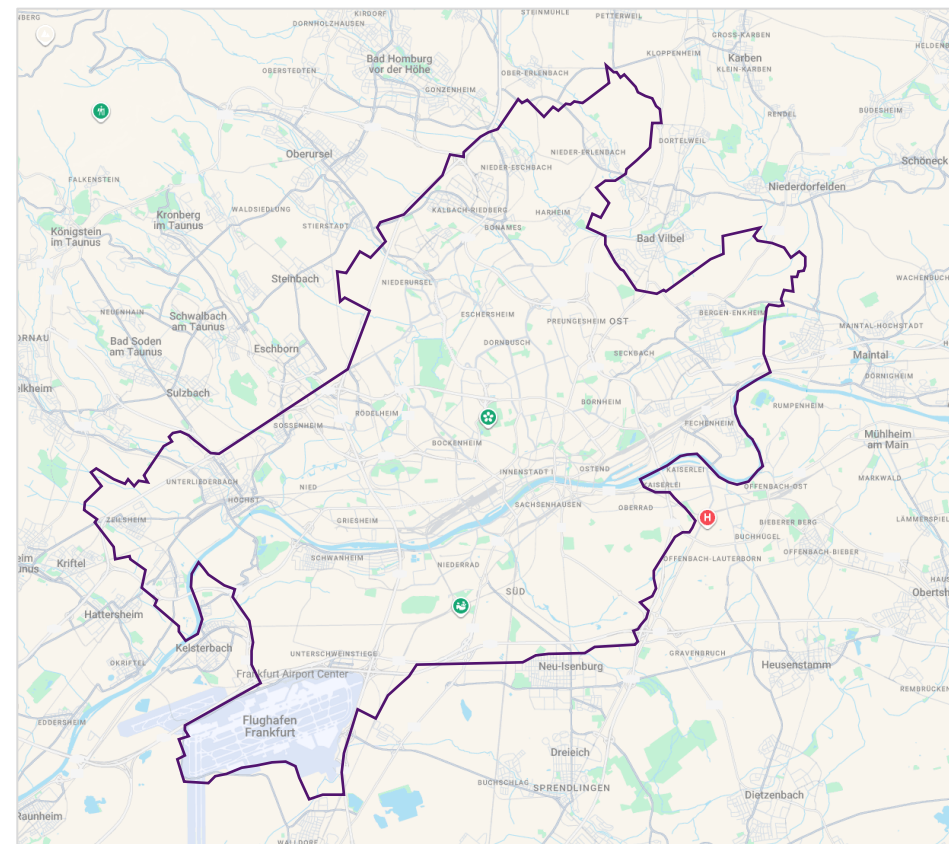 KIRDORF
STEINMÜHLE
PETTERWEIL
DORNHOLZHAUSEN
GROSS-KARBEN
KLOPPENHEIM
Karben
KLEIN-KARBEN
Bad Homburg
vor der Höhe
OBERSTEDTEN
OBER-ERLENBACH
GONZENHEIM
RENDEL
BÜDESHEIM
DORTELWEIL
Oberursel
NIEDER-ERLENBACH
NIEDER-ESCHBACH
Schöneck
FALKENSTEIN
Niederdorfelden
WALDSIEDLUNG
KALBACH-RIEDBERG
HARHEIM
Kronberg
im Taunus
STIERSTADT
BONAMES
Königstein
im Taunus
Bad Vilbel
Steinbach
NIEDERURSEL
NEUENHAIN
ESCHERSHEIM
PREUNGESHEIM
OST
BERGEN-ENKHEIM
Schwalbach
am Taunus
MAINTAL-HOCHSTADT
Bad Soden
am Taunus
Eschborn
DORNBUSCH
SECKBACH
Maintal
DÖRNIGHEIM
Sulzbach
BORNHEIM
RUMPENHEIM
RÖDELHEIM
SOSSENHEIM
FECHENHEIM
Mühlheim
am Main
BOCKENHEIM
UNTERLIEDERBACH
INNENSTADT I
OSTEND
KAISERLEI
MARKWALD
NIED
HÖCHST
KAISERLEI
OFFENBACH-OST
SACHSENHAUSEN
OBERRAD
ZEILSHEIM
GRIESHEIM
H
BIEBERER BERG
BUCHHÜGEL
SCHWANHEIM
NIEDERRAD
OFFENBACH-LAUTERBORN
OFFENBACH-BIEBER
Kriftel
SÜD
Hattersheim
Kelsterbach
UNTERSCHWEINSTIEGE
GRAVENBRUCH
OKRIFTEL
Neu-Isenburg
Heusenstamm
Frankfurt Airport Center
EDDERSHEIM
Flughafen
Frankfurt
Dreieich
BUCHSCHLAG
SPRENDLINGEN
Dietzenbach
WALLDORF